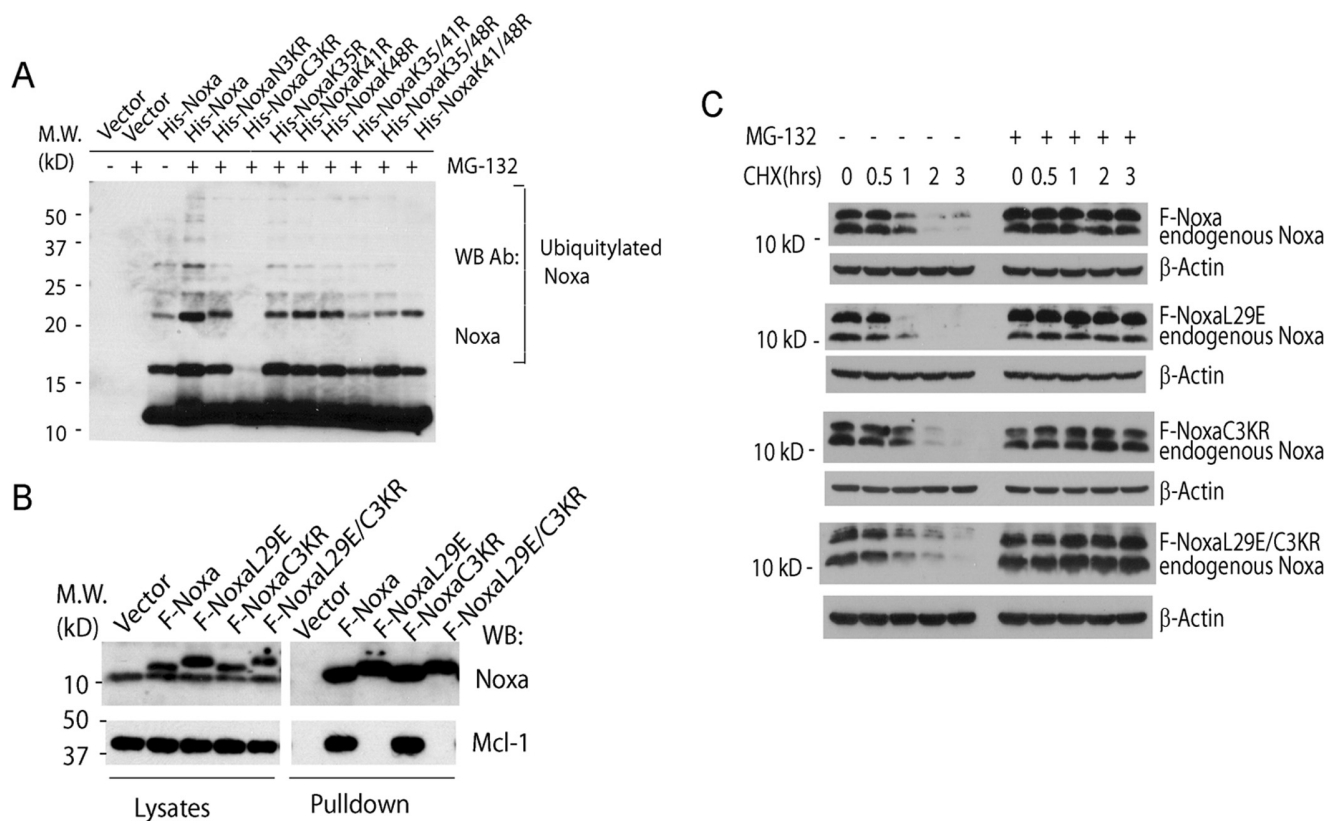 A
M.W.
(kD)
Vector
Vector
His-Noxa
His-Noxa
His-NoxaN3KR
His-NoxaC3KR
His-NoxaK35R
His-NoxaK41R
His-NoxaK48R
His-NoxaK35/41R
His-NoxaK35/48R
His-NoxaK41/48R
- + - + + + + + + + + + MG-132
50 -
37 -
25 -
20 -
15 -
10 -
WB Ab:
Noxa
Ubiquitylated
Noxa
B
M.W.
(kD)
Vector
F-Noxa
F-NoxaL29E
F-NoxaC3KR
F-NoxaL29E/C3KR
Vector
F-Noxa
F-NoxaL29E
F-NoxaC3KR
F-NoxaL29E/C3KR
WB:
10 -
Noxa
50 -
37 -
Mcl-1
Lysates
Pulldown
C
MG-132 - - - - - + + + + +
CHX(hrs) 0 0.5 1 2 3 0 0.5 1 2 3
10 kD -
F-Noxa
endogenous Noxa
β-Actin
10 kD -
F-NoxaL29E
endogenous Noxa
β-Actin
10 kD -
F-NoxaC3KR
endogenous Noxa
β-Actin
10 kD -
F-NoxaL29E/C3KR
endogenous Noxa
β-Actin